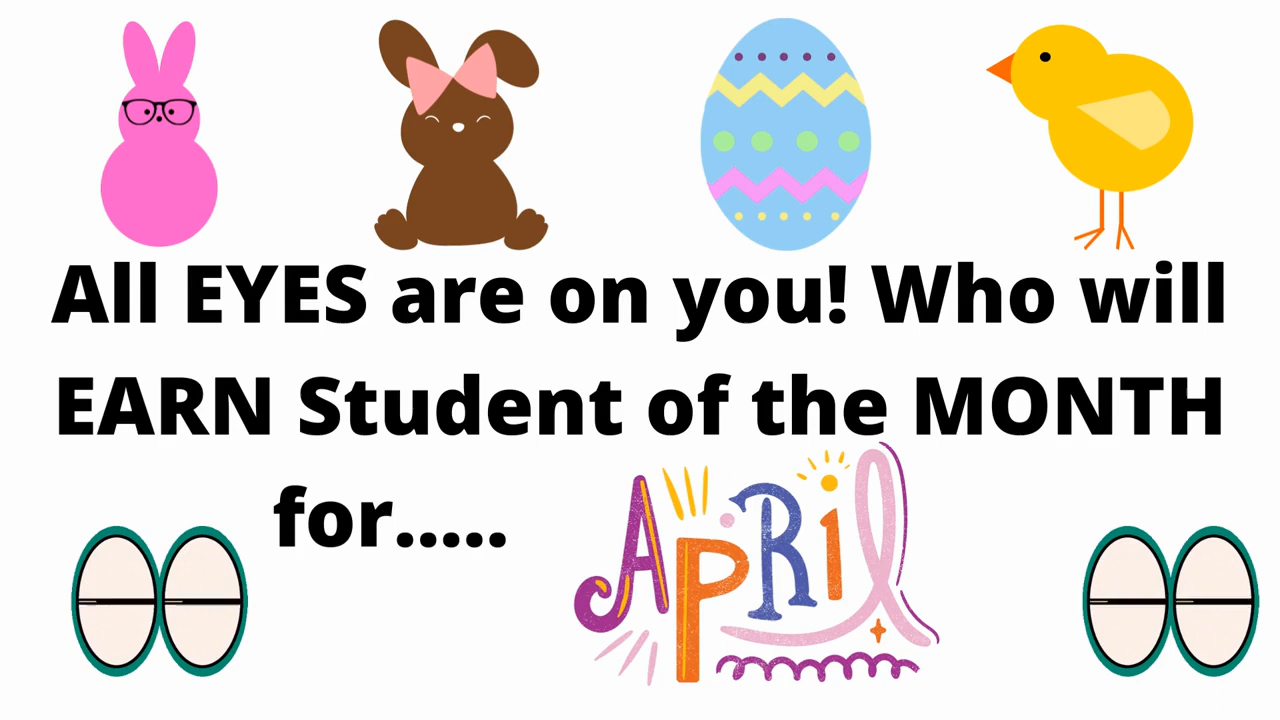 All EYES are on you! Who will
EARN Student of the MONTH
for.....
APRil